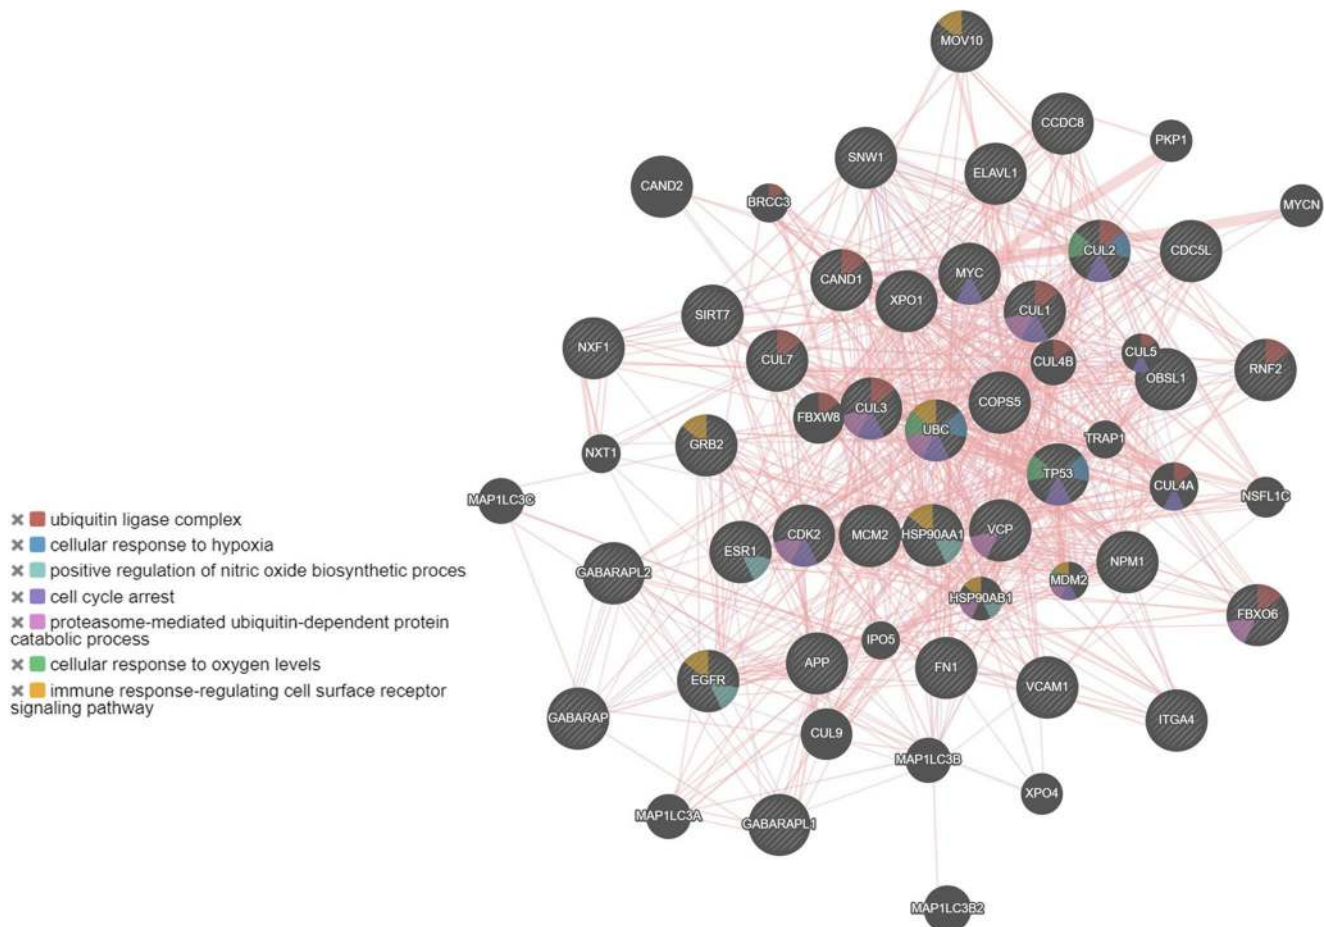 MOV10
CCDC8
PKP1
SNW1
ELAVL1
CAND2
BRCC3
MYCN
CUL2
CDC5L
CAND1
MYC
XPO1
CUL1
SIRT7
NXF1
CUL7
CUL4B
CUL5
OBSL1
RNF2
FBXW8
CUL3
COPS5
UBC
GRB2
TRAP1
NXT1
TP53
CUL4A
NSFL1C
MAP1LC3C
ESR1
CDK2
MCM2
HSP90AA1
VCP
NPM1
GABARAPL2
MDM2
HSP90AB1
FBXO6
IPO5
APP
FN1
EGFR
VCAM1
GABARAP
CUL9
ITGA4
MAP1LC3B
XPO4
MAP1LC3A
GABARAPL1
MAP1LC3B2
ubiquitin ligase complex
cellular response to hypoxia
positive regulation of nitric oxide biosynthetic proces
cell cycle arrest
proteasome-mediated ubiquitin-dependent protein
catabolic process
cellular response to oxygen levels
immune response-regulating cell surface receptor
signaling pathway